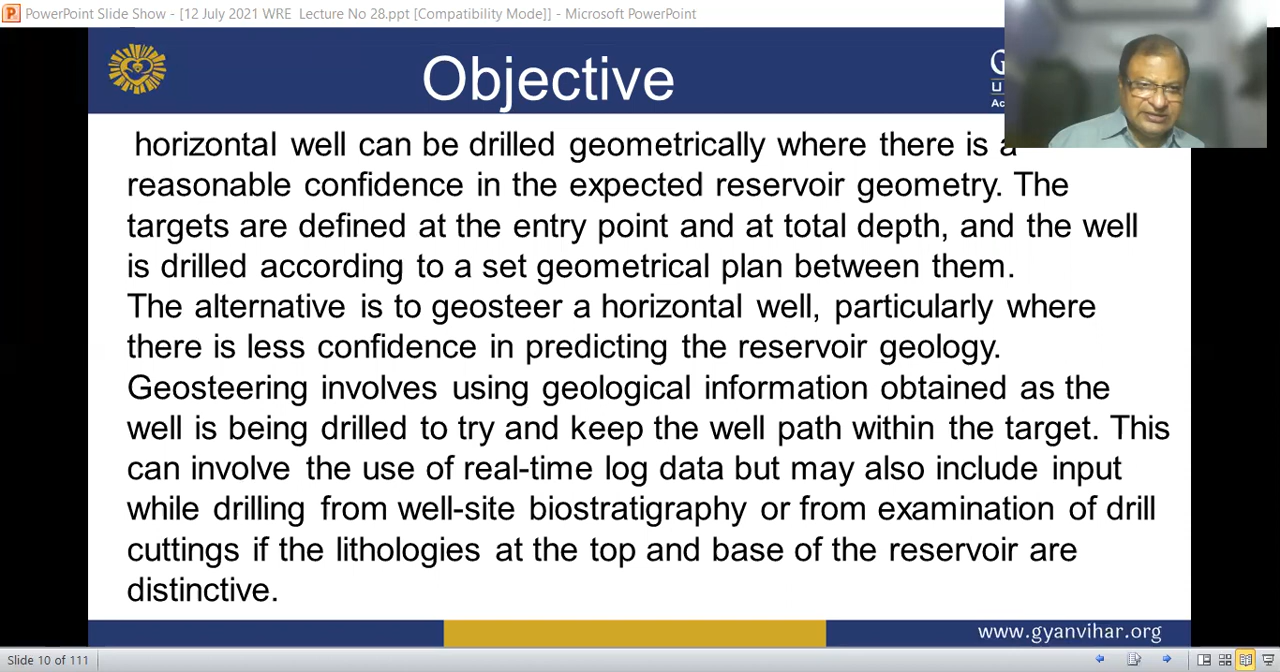 PowerPoint Slide Show - [12 July 2021 WRE Lecture No 28.ppt [Compatibility Mode]] - Microsoft PowerPoint
Objective
G
U
Ac
horizontal well can be drilled geometrically where there is a
reasonable confidence in the expected reservoir geometry. The
targets are defined at the entry point and at total depth, and the well
is drilled according to a set geometrical plan between them.
The alternative is to geosteer a horizontal well, particularly where
there is less confidence in predicting the reservoir geology.
Geosteering involves using geological information obtained as the
well is being drilled to try and keep the well path within the target. This
can involve the use of real-time log data but may also include input
while drilling from well-site biostratigraphy or from examination of drill
cuttings if the lithologies at the top and base of the reservoir are
distinctive.
www.gyanvihar.org
Slide 10 of 111